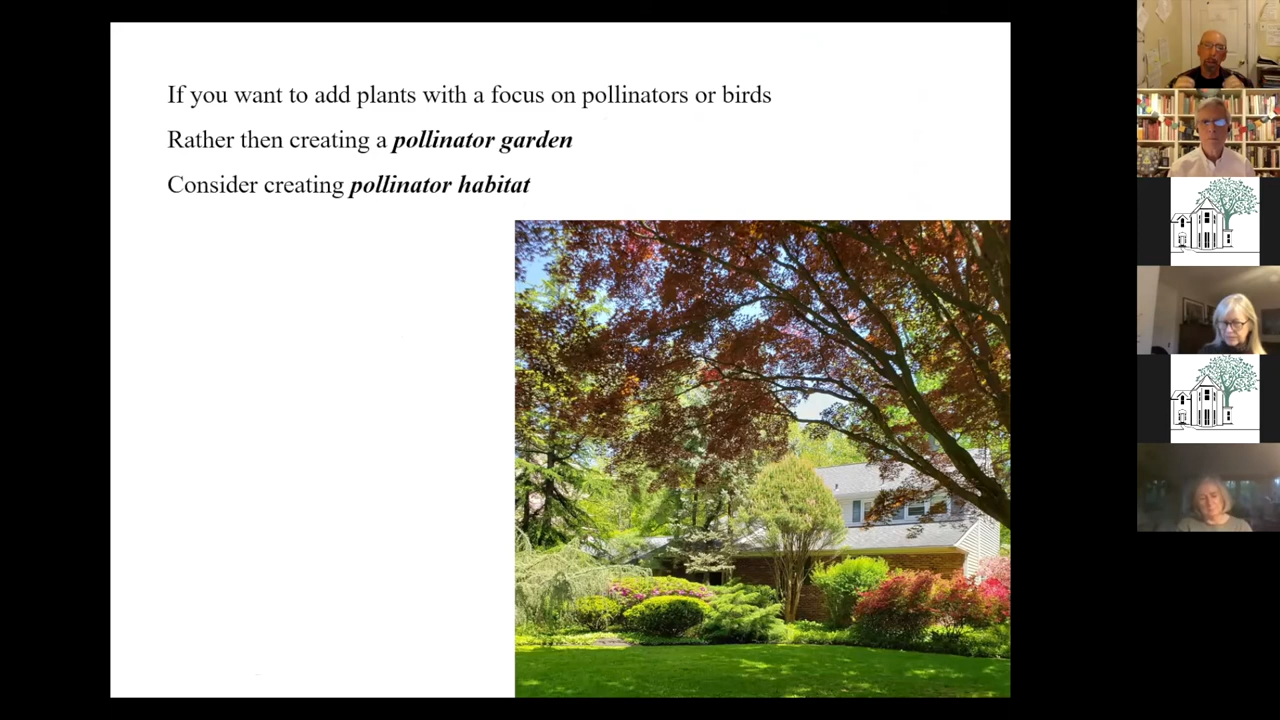 If you want to add plants with a focus on pollinators or birds
Rather then creating a pollinator garden
Consider creating pollinator habitat